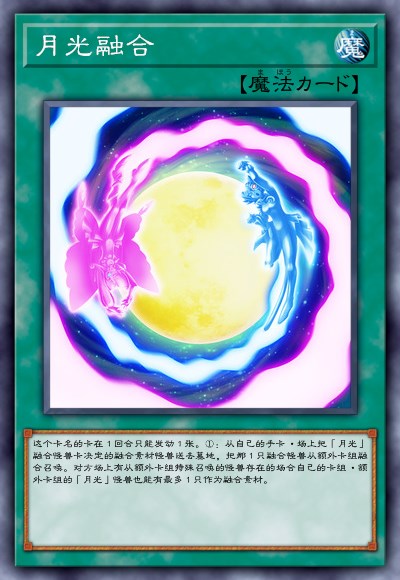 月光融合
魔
【魔法カード】
まほう
这个卡名的卡在1回合只能发动1张。①：从自己的手卡·场上把「月光」
融合怪兽卡决定的融合素材怪兽送去墓地，把那1只融合怪兽从额外卡组融
合召唤。对方场上有从额外卡组特殊召唤的怪兽存在的场合自己的卡组·额
外卡组的「月光」怪兽也能有最多1只作为融合素材。